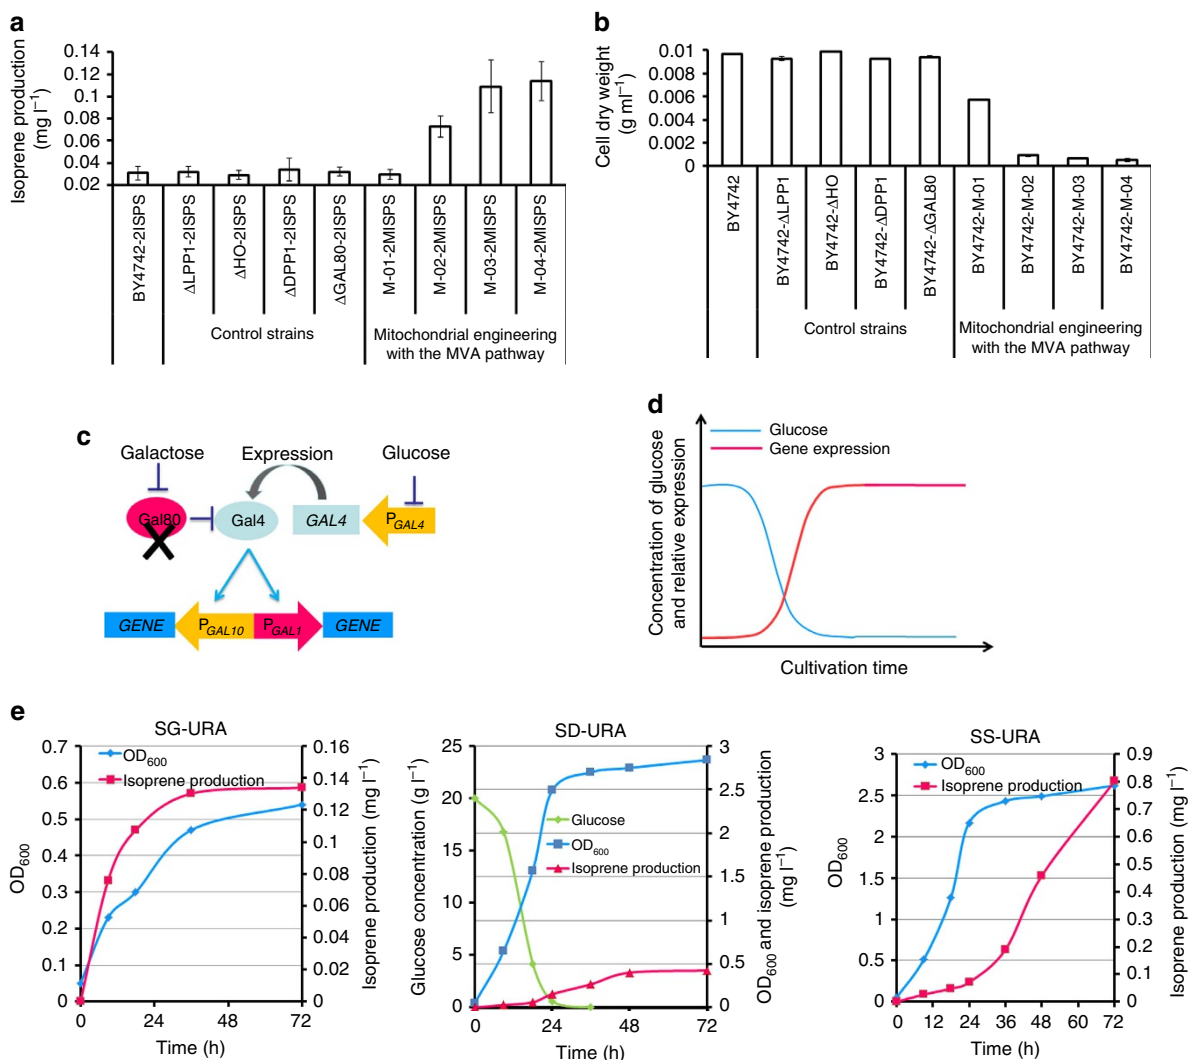 a
Isoprene production
(mg l⁻¹)
0.14
0.12
0.1
0.08
0.06
0.04
0.02
BY4742-2ISPS
ΔLPP1-2ISPS
ΔHO-2ISPS
ΔDPP1-2ISPS
ΔGAL80-2ISPS
M-01-2MISPS
M-02-2MISPS
M-03-2MISPS
M-04-2MISPS
Control strains
Mitochondrial engineering
with the MVA pathway
b
Cell dry weight
(g ml⁻¹)
0.01
0.008
0.006
0.004
0.002
0
BY4742
BY4742-ΔLPP1
BY4742-ΔHO
BY4742-ΔDPP1
BY4742-ΔGAL80
BY4742-M-01
BY4742-M-02
BY4742-M-03
BY4742-M-04
Control strains
Mitochondrial engineering
with the MVA pathway
c
Galactose
Expression
Glucose
Gal80
Gal4
GAL4
P GAL4
GENE
P GAL10
P GAL1
GENE
d
Glucose
Gene expression
Concentration of glucose
and relative expression
Cultivation time
e
SG-URA
OD₆₀₀
Isoprene production
0.7
0.6
0.5
0.4
0.3
0.2
0.1
0
OD₆₀₀
0.16
0.14
0.12
0.1
0.08
0.06
0.04
0.02
0
Isoprene production (mg l⁻¹)
0
24
48
72
Time (h)
SD-URA
Glucose
OD₆₀₀
Isoprene production
25
20
15
10
5
0
Glucose concentration (g l⁻¹)
3
2.5
2
1.5
1
0.5
0
OD₆₀₀ and isoprene production
(mg l⁻¹)
0
24
48
72
Time (h)
SS-URA
OD₆₀₀
Isoprene production
3
2.5
2
1.5
1
0.5
0
OD₆₀₀
0.9
0.8
0.7
0.6
0.5
0.4
0.3
0.2
0.1
0
Isoprene production (mg l⁻¹)
0
12
24
36
48
60
72
Time (h)